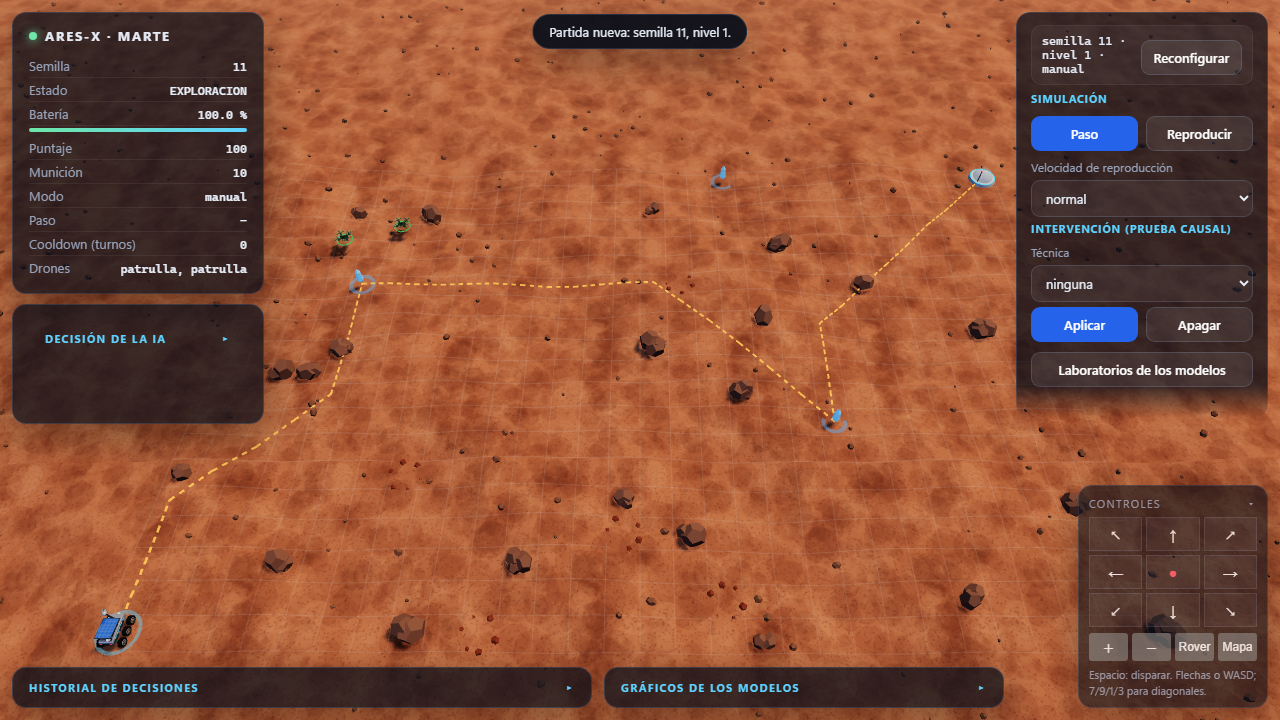 ARES-X · MARTE
Semilla 11
Estado EXPLORACION
Batería 100.0 %
Puntaje 100
Munición 10
Modo manual
Paso –
Cooldown (turnos) 0
Drones patrulla, patrulla
DECISIÓN DE LA IA
Partida nueva: semilla 11, nivel 1.
semilla 11 ·
nivel 1 ·
manual
Reconfigurar
SIMULACIÓN
Paso Reproducir
Velocidad de reproducción
normal
INTERVENCIÓN (PRUEBA CAUSAL)
Técnica
ninguna
Aplicar Apagar
Laboratorios de los modelos
CONTROLES
↖ ↑ ↗
← ● →
↙ ↓ ↘
+ − Rover Mapa
Espacio: disparar. Flechas o WASD;
7/9/1/3 para diagonales.
HISTORIAL DE DECISIONES
GRÁFICOS DE LOS MODELOS